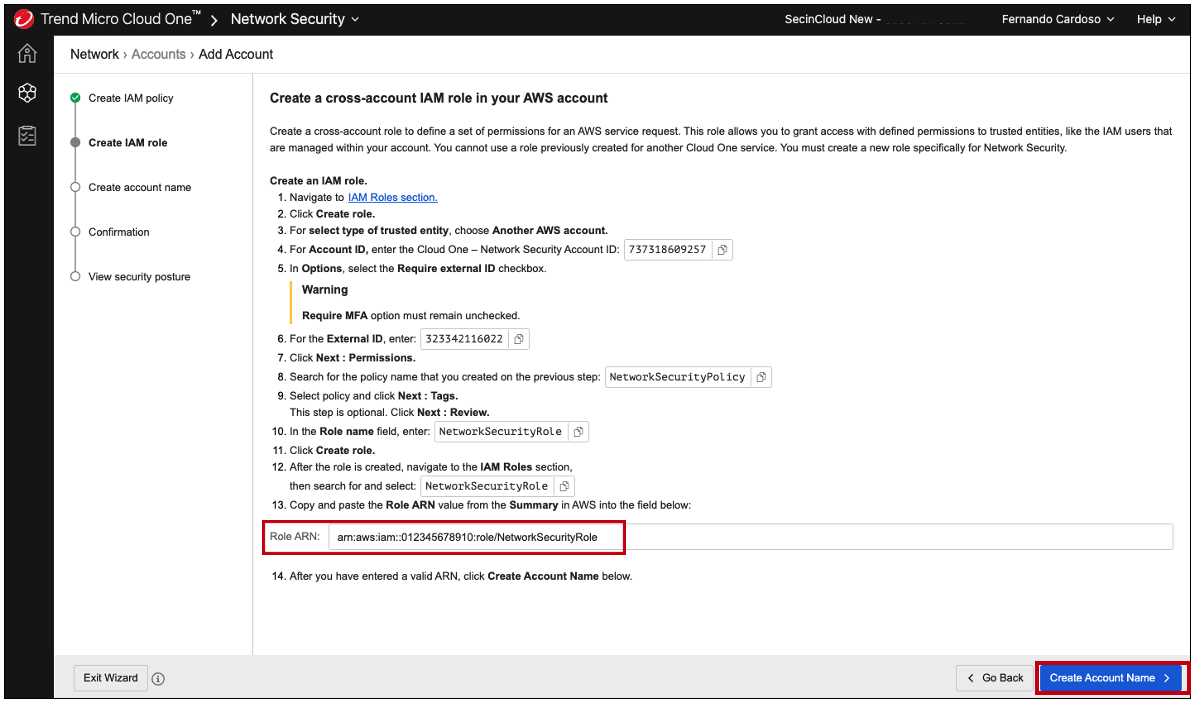 Trend Micro Cloud One™ Network Security
SecinCloud New -
Fernando Cardoso
Help
Network › Accounts › Add Account
Create IAM policy
Create IAM role
Create account name
Confirmation
View security posture
Create a cross-account IAM role in your AWS account
Create a cross-account role to define a set of permissions for an AWS service request. This role allows you to grant access with defined permissions to trusted entities, like the IAM users that
are managed within your account. You cannot use a role previously created for another Cloud One service. You must create a new role specifically for Network Security.
Create an IAM role.
1. Navigate to IAM Roles section.
2. Click Create role.
3. For select type of trusted entity, choose Another AWS account.
4. For Account ID, enter the Cloud One – Network Security Account ID: 737318609257
5. In Options, select the Require external ID checkbox.
Warning
Require MFA option must remain unchecked.
6. For the External ID, enter: 323342116022
7. Click Next : Permissions.
8. Search for the policy name that you created on the previous step: NetworkSecurityPolicy
9. Select policy and click Next : Tags.
This step is optional. Click Next : Review.
10. In the Role name field, enter: NetworkSecurityRole
11. Click Create role.
12. After the role is created, navigate to the IAM Roles section,
then search for and select: NetworkSecurityRole
13. Copy and paste the Role ARN value from the Summary in AWS into the field below:
Role ARN: arn:aws:iam::012345678910:role/NetworkSecurityRole
14. After you have entered a valid ARN, click Create Account Name below.
Exit Wizard
Go Back
Create Account Name